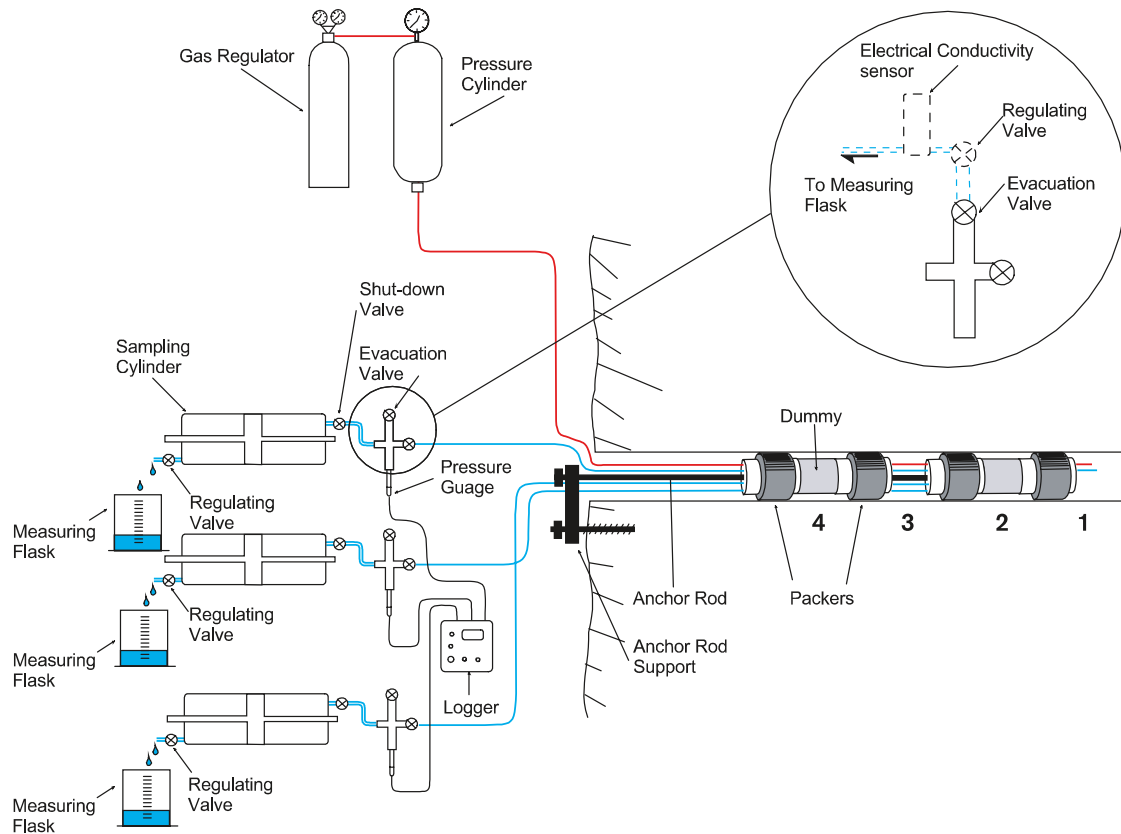 Gas Regulator
Pressure
Cylinder
Electrical Conductivity
sensor
Regulating
Valve
To Measuring
Flask
Evacuation
Valve
Shut-down
Valve
Sampling
Cylinder
Evacuation
Valve
Dummy
Pressure
Guage
Regulating
Valve
Measuring
Flask
4
3
2
1
Anchor Rod
Packers
Regulating
Valve
Anchor Rod
Support
Measuring
Flask
Logger
Regulating
Valve
Measuring
Flask